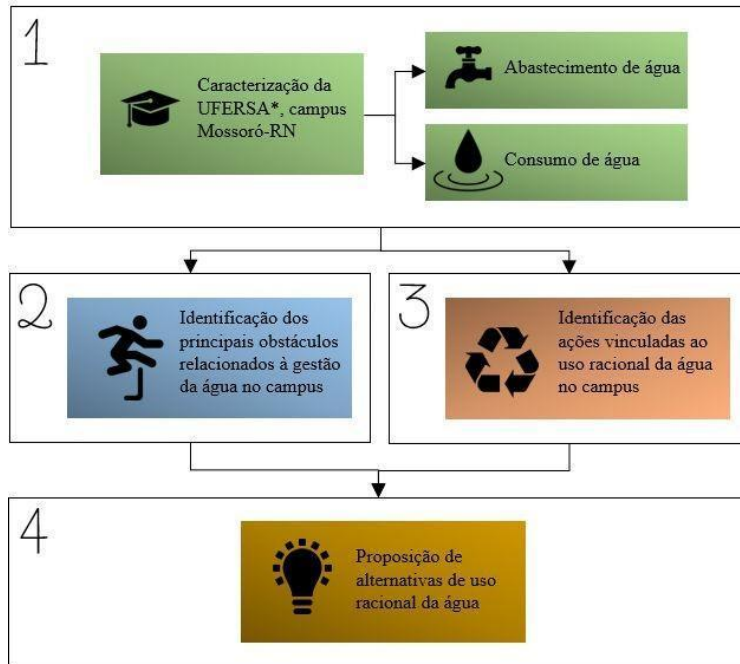 1
Caracterização da
UFERSA*, campus
Mossoró-RN
Abastecimento de água
Consumo de água
2
Identificação dos
principais obstáculos
relacionados à gestão
da água no campus
3
Identificação das
ações vinculadas ao
uso racional da água
no campus
4
Proposição de
alternativas de uso
racional da água